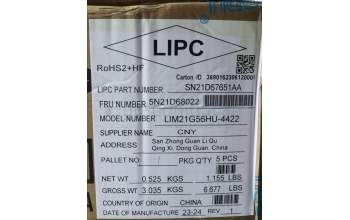 LIPC
RoHS2+HF
Carton ID
LIPC PART NUMBER SN21D67651AA
FRU NUMBER 5N21D68022
MODEL NUMBER LIM21G56HU-4422
SUPPLIER NAME CNY
ADDRESS San Zhong Guan Li Qu
Qing Xi, Dong Guan, China
PALLET NO. PKG Q'TY 5 PCS
NET WT 0.525 KGS 1.155 LBS
GROSS WT 3.035 KGS 6.677 LBS
COUNTRY OF ORIGIN CHINA
DATE OF MANUFACTURE 23-24 REV 1